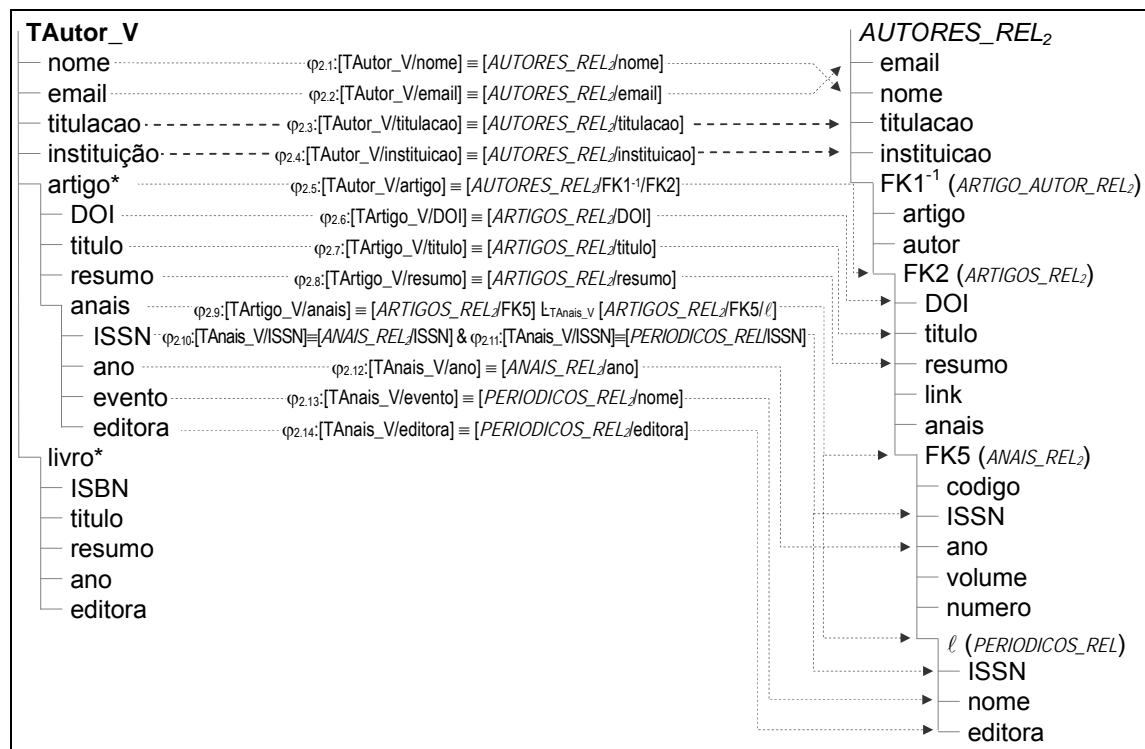 TAutor_V AUTORES_REL₂
nome φ₂.₁:[TAutor_V/nome] ≡ [AUTORES_REL₂/nome] email
email φ₂.₂:[TAutor_V/email] ≡ [AUTORES_REL₂/email] nome
titulacao φ₂.₃:[TAutor_V/titulacao] ≡ [AUTORES_REL₂/titulacao] titulacao
instituição φ₂.₄:[TAutor_V/instituicao] ≡ [AUTORES_REL₂/instituicao] instituicao
artigo* φ₂.₅:[TAutor_V/artigo] ≡ [AUTORES_REL₂/FK1⁻¹/FK2] FK1⁻¹ (ARTIGO_AUTOR_REL₂)
DOI φ₂.₆:[TArtigo_V/DOI] ≡ [ARTIGOS_REL₂/DOI] artigo
titulo φ₂.₇:[TArtigo_V/titulo] ≡ [ARTIGOS_REL₂/titulo] autor
resumo φ₂.₈:[TArtigo_V/resumo] ≡ [ARTIGOS_REL₂/resumo] FK2 (ARTIGOS_REL₂)
anais φ₂.₉:[TArtigo_V/anais] ≡ [ARTIGOS_REL₂/FK5] ⱠTAnais_V [ARTIGOS_REL₂/FK5/ℓ] DOI
ISSN φ₂.₁₀:[TAnais_V/ISSN]≡[ANAIS_REL₂/ISSN] & φ₂.₁₁:[TAnais_V/ISSN]≡[PERIODICOS_REL/ISSN] titulo
ano φ₂.₁₂:[TAnais_V/ano] ≡ [ANAIS_REL₂/ano] resumo
evento φ₂.₁₃:[TAnais_V/evento] ≡ [PERIODICOS_REL₂/nome] link
editora φ₂.₁₄:[TAnais_V/editora] ≡ [PERIODICOS_REL₂/editora] anais
livro* FK5 (ANAIS_REL₂)
ISBN codigo
titulo ISSN
resumo ano
ano volume
editora numero
ℓ (PERIODICOS_REL)
ISSN
nome
editora